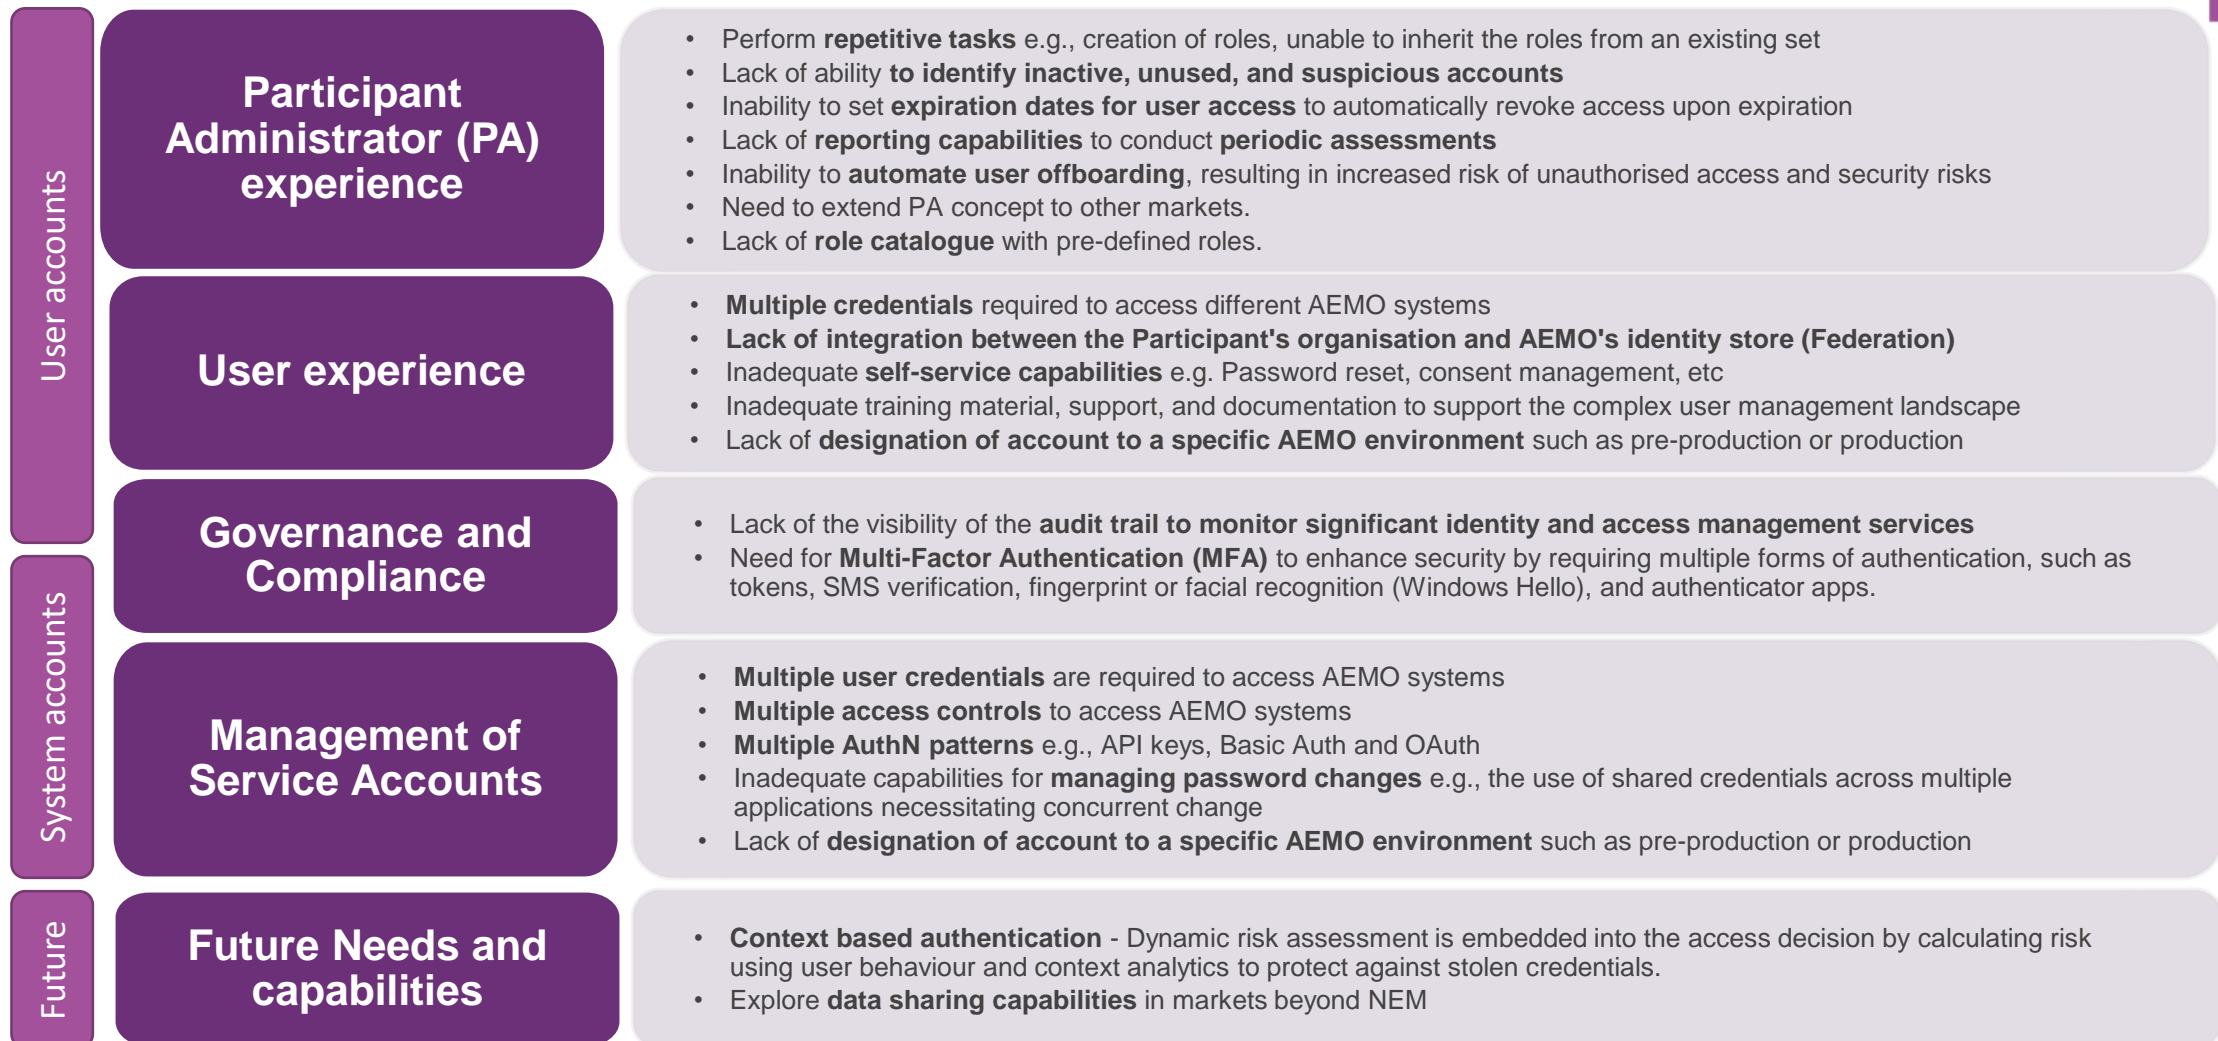 User accounts
Participant
Administrator (PA)
experience
• Perform repetitive tasks e.g., creation of roles, unable to inherit the roles from an existing set
• Lack of ability to identify inactive, unused, and suspicious accounts
• Inability to set expiration dates for user access to automatically revoke access upon expiration
• Lack of reporting capabilities to conduct periodic assessments
• Inability to automate user offboarding, resulting in increased risk of unauthorised access and security risks
• Need to extend PA concept to other markets.
• Lack of role catalogue with pre-defined roles.
User experience
• Multiple credentials required to access different AEMO systems
• Lack of integration between the Participant's organisation and AEMO's identity store (Federation)
• Inadequate self-service capabilities e.g. Password reset, consent management, etc
• Inadequate training material, support, and documentation to support the complex user management landscape
• Lack of designation of account to a specific AEMO environment such as pre-production or production
Governance and
Compliance
• Lack of the visibility of the audit trail to monitor significant identity and access management services
• Need for Multi-Factor Authentication (MFA) to enhance security by requiring multiple forms of authentication, such as
tokens, SMS verification, fingerprint or facial recognition (Windows Hello), and authenticator apps.
System accounts
Management of
Service Accounts
• Multiple user credentials are required to access AEMO systems
• Multiple access controls to access AEMO systems
• Multiple AuthN patterns e.g., API keys, Basic Auth and OAuth
• Inadequate capabilities for managing password changes e.g., the use of shared credentials across multiple
applications necessitating concurrent change
• Lack of designation of account to a specific AEMO environment such as pre-production or production
Future
Future Needs and
capabilities
• Context based authentication - Dynamic risk assessment is embedded into the access decision by calculating risk
using user behaviour and context analytics to protect against stolen credentials.
• Explore data sharing capabilities in markets beyond NEM